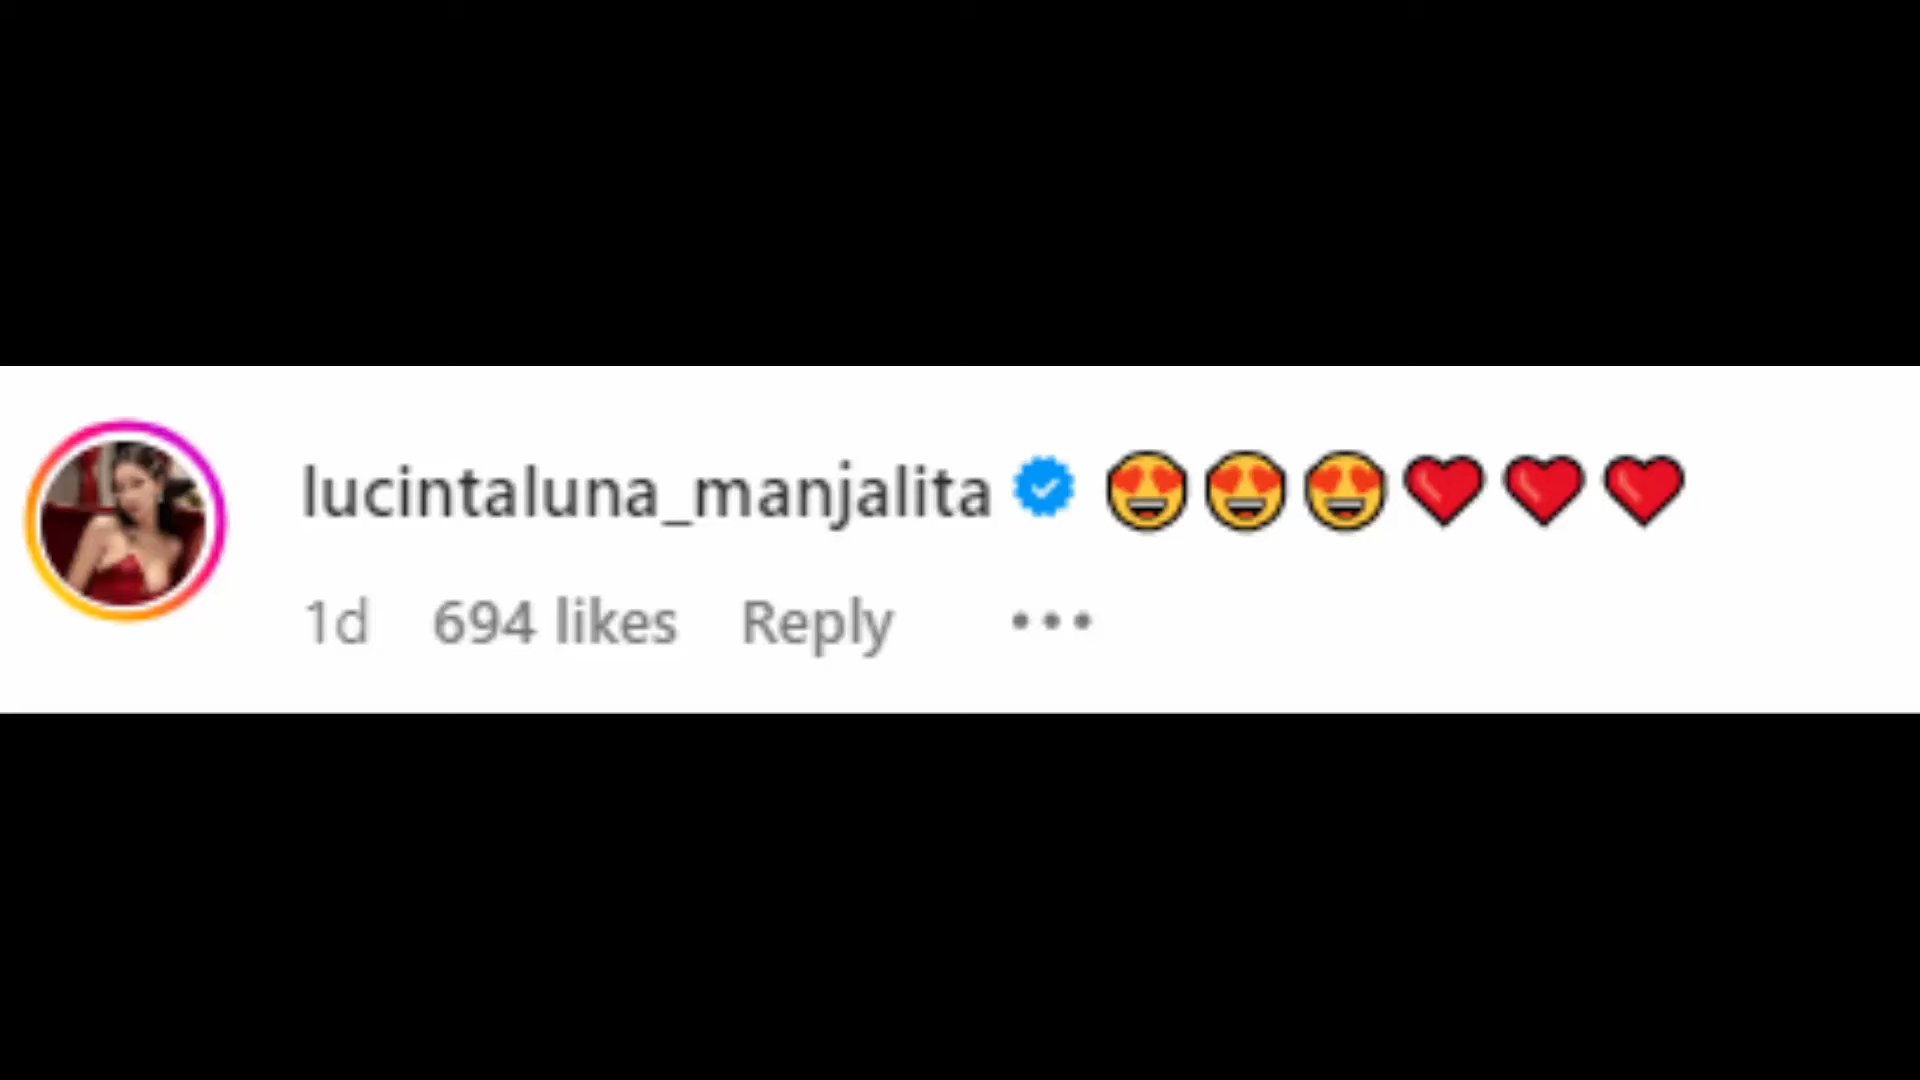 lucintaluna_manjalita 😍😍😍❤️❤️❤️
1d 694 likes Reply •••